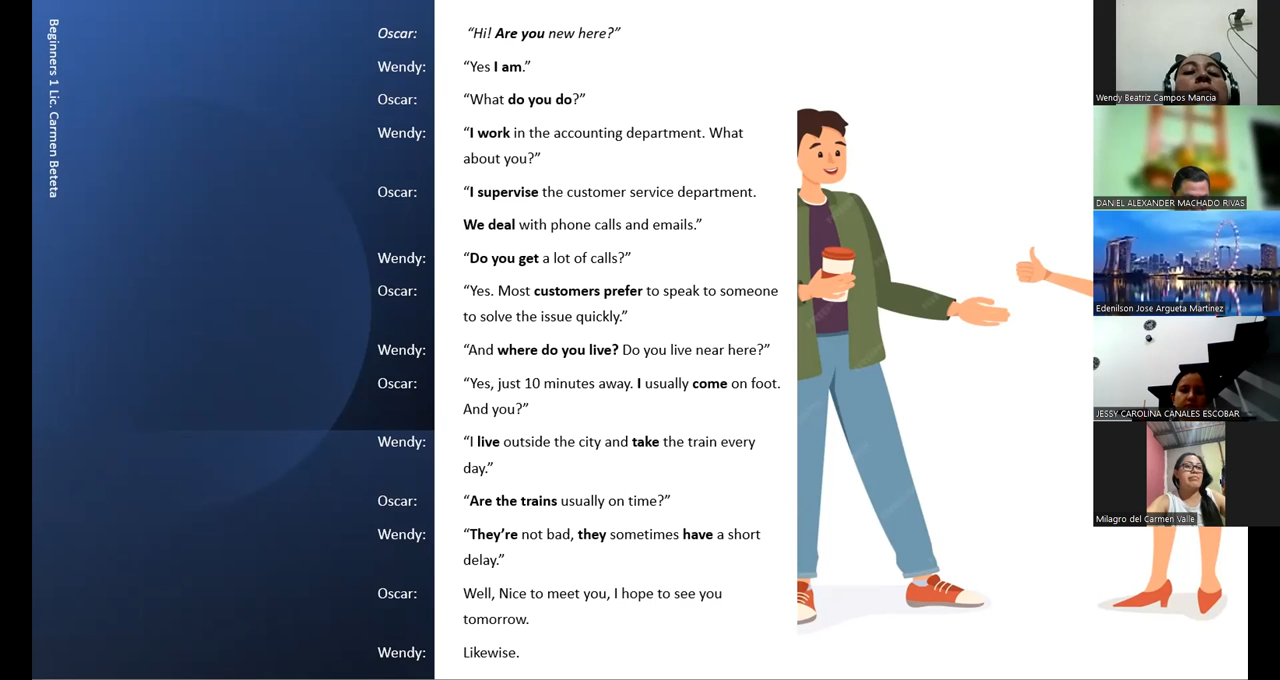 Beginners 1 Lic. Carmen Beteta
Oscar: “Hi! Are you new here?”
Wendy: “Yes I am.”
Oscar: “What do you do?”
Wendy: “I work in the accounting department. What
about you?”
Oscar: “I supervise the customer service department.
We deal with phone calls and emails.”
Wendy: “Do you get a lot of calls?”
Oscar: “Yes. Most customers prefer to speak to someone
to solve the issue quickly.”
Wendy: “And where do you live? Do you live near here?”
Oscar: “Yes, just 10 minutes away. I usually come on foot.
And you?”
Wendy: “I live outside the city and take the train every
day.”
Oscar: “Are the trains usually on time?”
Wendy: “They’re not bad, they sometimes have a short
delay.”
Oscar: Well, Nice to meet you, I hope to see you
tomorrow.
Wendy: Likewise.
Wendy Beatriz Campos Mancia
DANIEL ALEXANDER MACHADO RIVAS
Edenilson Jose Argueta Martinez
JESSY CAROLINA CANALES ESCOBAR
Milagro del Carmen Valle